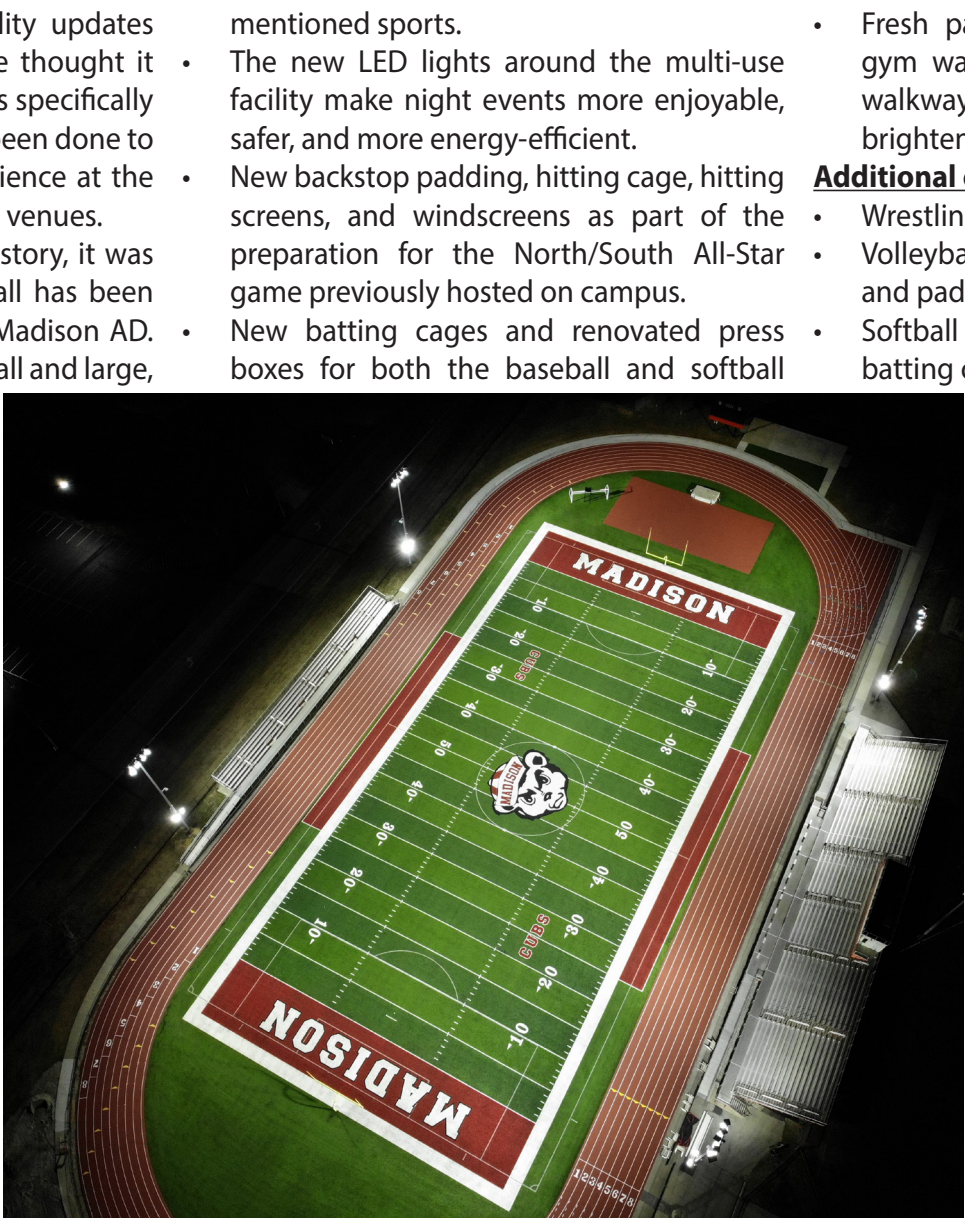 lity updates
e thought it
s specifically
been done to
ience at the
venues.
story, it was
all has been
Madison AD.
all and large,
mentioned sports.
• The new LED lights around the multi-use
facility make night events more enjoyable,
safer, and more energy-efficient.
• New backstop padding, hitting cage, hitting
screens, and windscreens as part of the
preparation for the North/South All-Star
game previously hosted on campus.
• New batting cages and renovated press
boxes for both the baseball and softball
• Fresh pa
gym wa
walkway
brighten
Additional
• Wrestlin
• Volleyba
and pad
• Softball
batting
MADISON
10
20
CUBS
30
40
50
40
30
20
10
MADISON
10
20
30
40
50
40
30
CUBS
20
10
MADISON
12345678
12345678